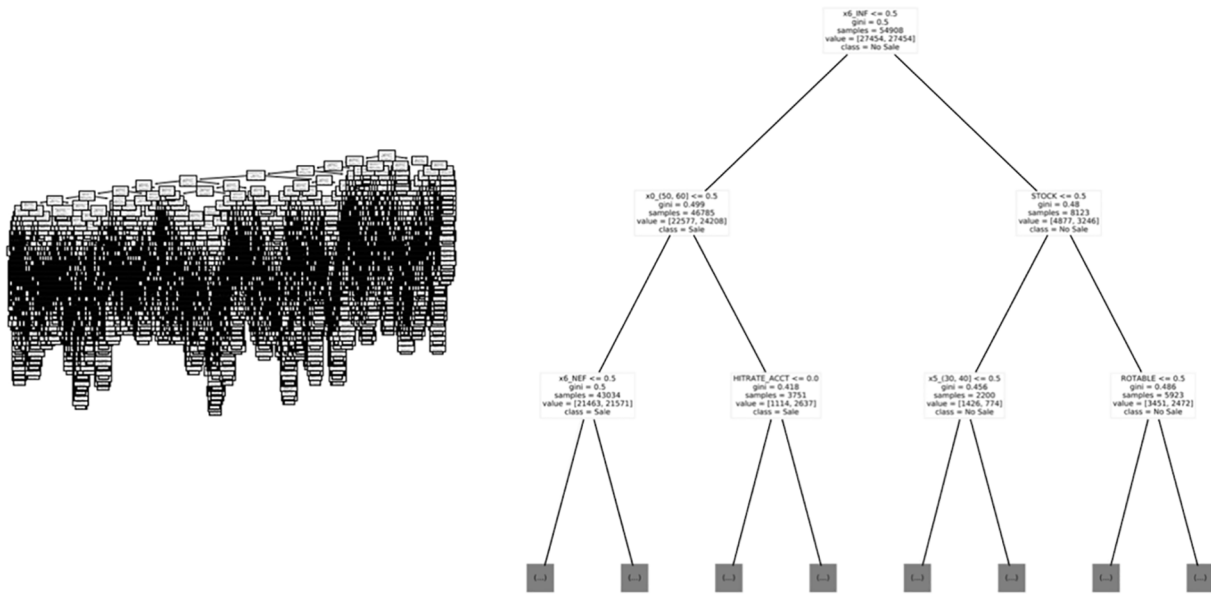 x6_INF <= 0.5
gini = 0.5
samples = 54908
value = [27454, 27454]
class = No Sale
x0_(50, 60] <= 0.5
gini = 0.499
samples = 46785
value = [22577, 24208]
class = Sale
STOCK <= 0.5
gini = 0.48
samples = 8123
value = [4877, 3246]
class = No Sale
x6_NEF <= 0.5
gini = 0.5
samples = 43034
value = [21463, 21571]
class = Sale
HITRATE_ACCT <= 0.0
gini = 0.418
samples = 3751
value = [1114, 2637]
class = Sale
x5_(30, 40] <= 0.5
gini = 0.456
samples = 2200
value = [1426, 774]
class = No Sale
ROTABLE <= 0.5
gini = 0.486
samples = 5923
value = [3451, 2472]
class = No Sale
(...)
(...)
(...)
(...)
(...)
(...)
(...)
(...)